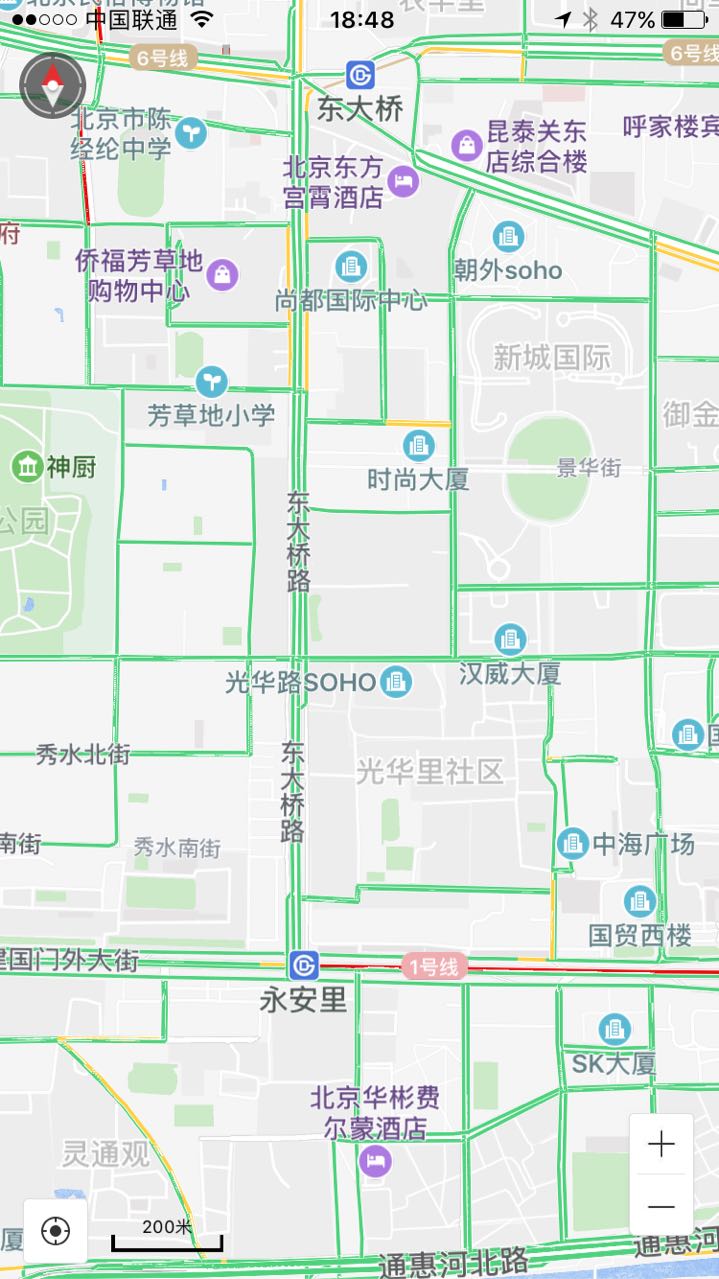 中国联通
18:48
47%
6号线
6号线
东大桥
北京市陈
经纶中学
昆泰关东
店综合楼
呼家楼宾
北京东方
宫霄酒店
府
侨福芳草地
购物中心
朝外soho
尚都国际中心
新城国际
芳草地小学
御金
神厨
时尚大厦
景华街
公园
东大桥路
光华路SOHO
汉威大厦
国
秀水北街
东大桥路
光华里社区
南街
秀水南街
中海广场
国贸西楼
建国门外大街
1号线
永安里
SK大厦
北京华彬费
尔蒙酒店
灵通观
厦
200米
通惠河北路
通惠河